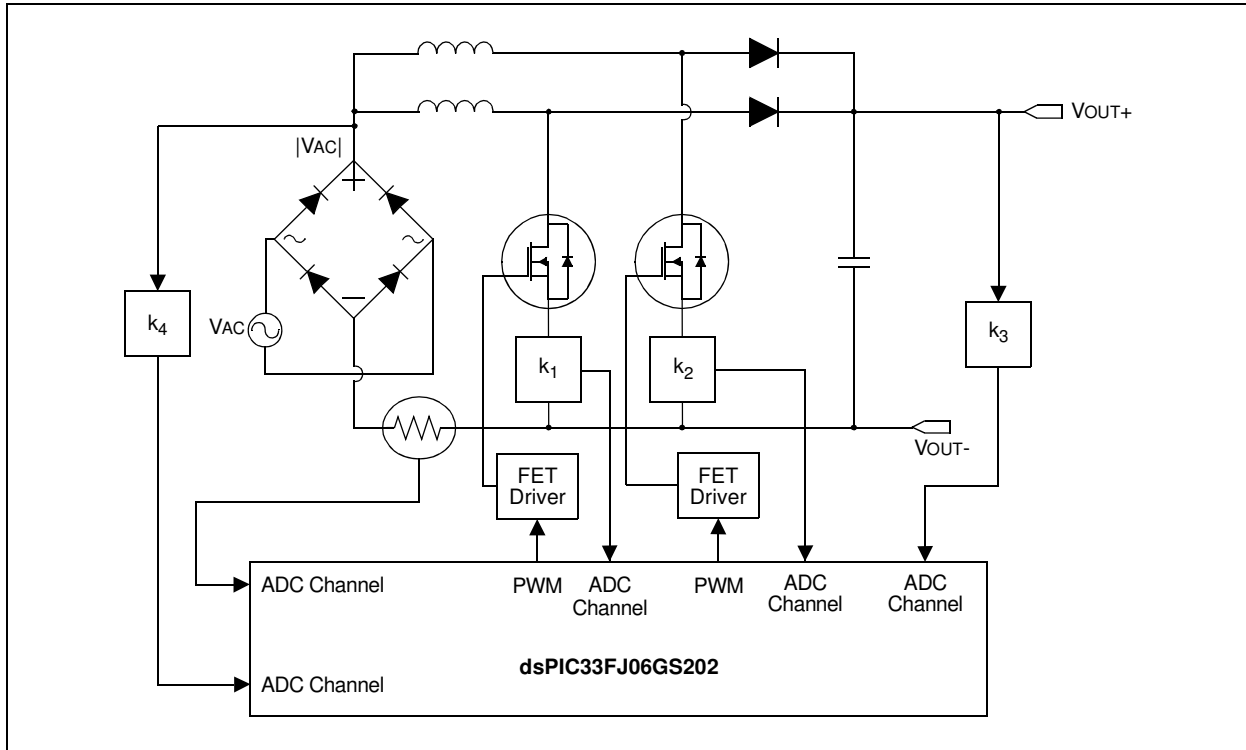 VOUT+
|VAC|
+
k4
VAC
−
k1
k2
k3
VOUT-
FET
Driver
FET
Driver
ADC Channel
PWM
ADC
Channel
PWM
ADC
Channel
ADC
Channel
dsPIC33FJ06GS202
ADC Channel